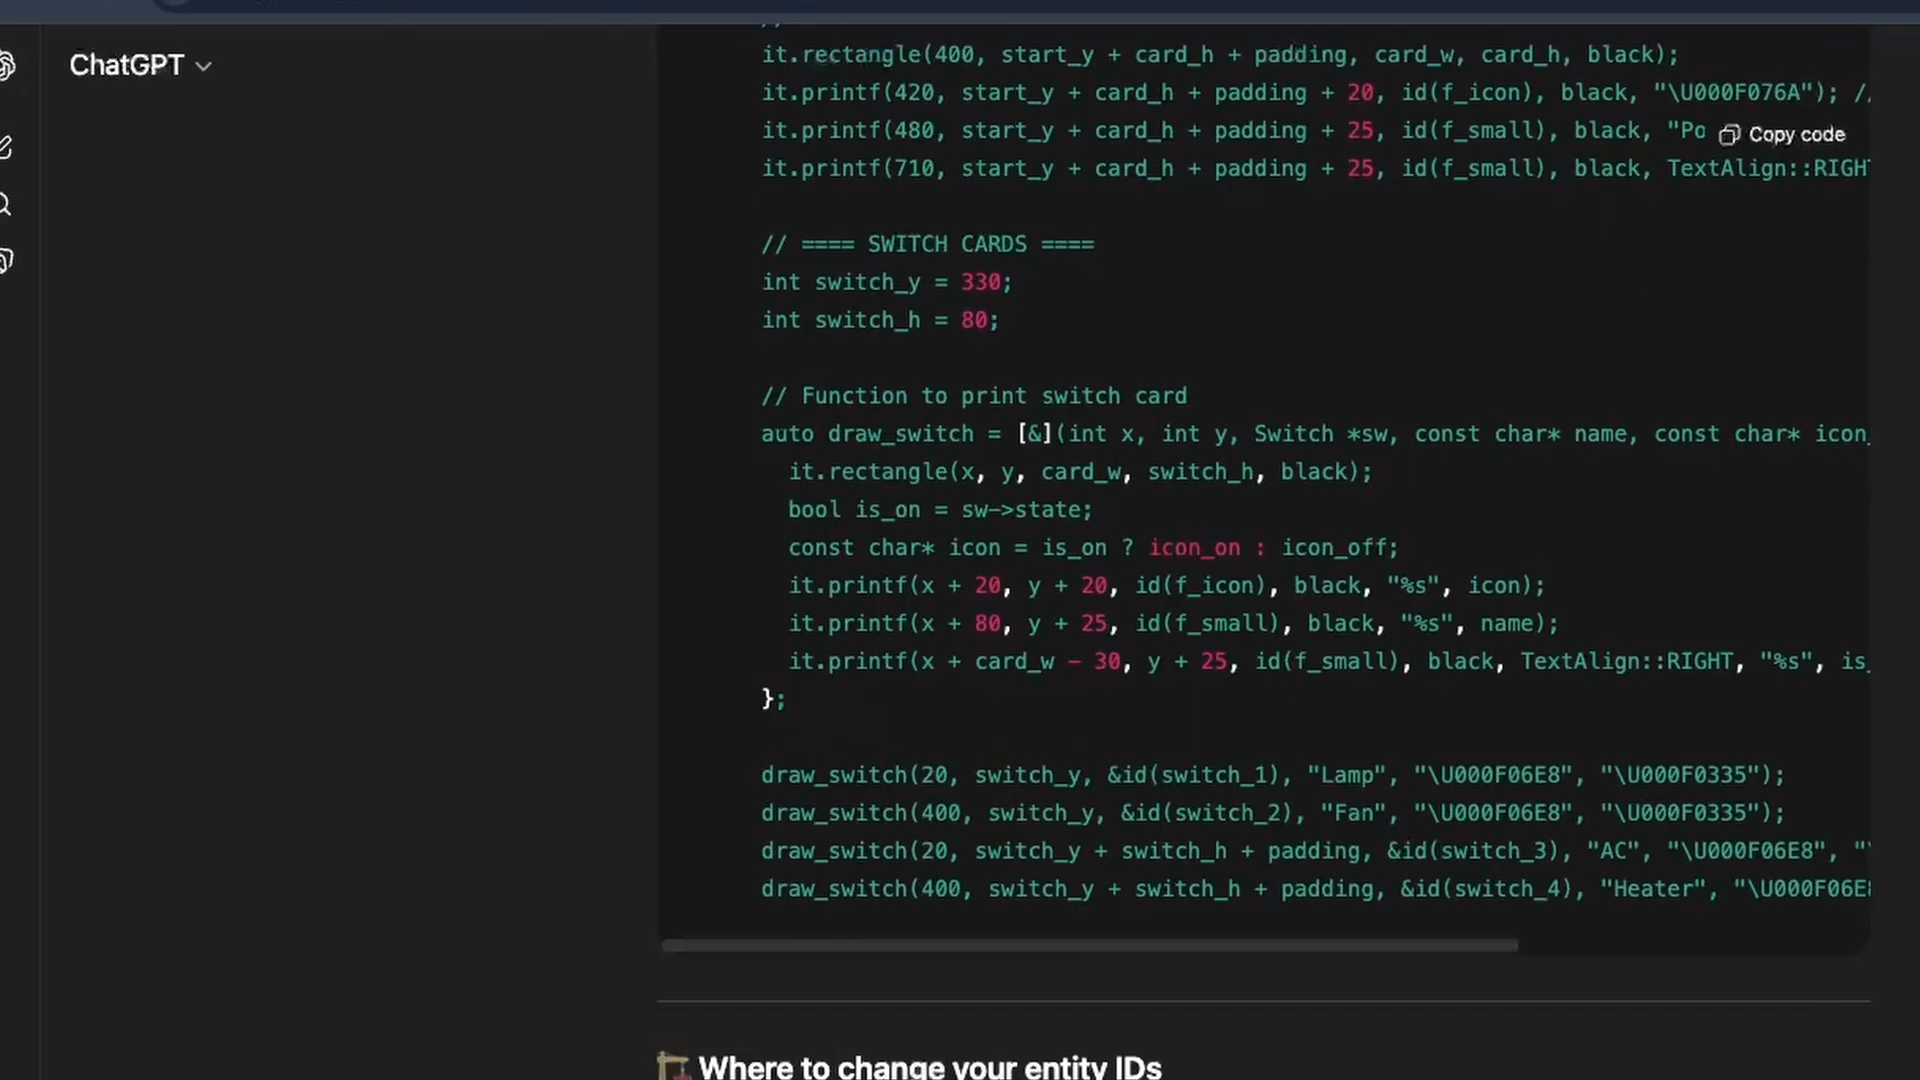 ChatGPT
it.rectangle(400, start_y + card_h + padding, card_w, card_h, black);
it.printf(420, start_y + card_h + padding + 20, id(f_icon), black, "\U000F076A"); //
it.printf(480, start_y + card_h + padding + 25, id(f_small), black, "Po
Copy code
it.printf(710, start_y + card_h + padding + 25, id(f_small), black, TextAlign::RIGHT
// ==== SWITCH CARDS ====
int switch_y = 330;
int switch_h = 80;
// Function to print switch card
auto draw_switch = [&](int x, int y, Switch *sw, const char* name, const char* icon_
it.rectangle(x, y, card_w, switch_h, black);
bool is_on = sw->state;
const char* icon = is_on ? icon_on : icon_off;
it.printf(x + 20, y + 20, id(f_icon), black, "%s", icon);
it.printf(x + 80, y + 25, id(f_small), black, "%s", name);
it.printf(x + card_w - 30, y + 25, id(f_small), black, TextAlign::RIGHT, "%s", is_
};
draw_switch(20, switch_y, &id(switch_1), "Lamp", "\U000F06E8", "\U000F0335");
draw_switch(400, switch_y, &id(switch_2), "Fan", "\U000F06E8", "\U000F0335");
draw_switch(20, switch_y + switch_h + padding, &id(switch_3), "AC", "\U000F06E8", "\
draw_switch(400, switch_y + switch_h + padding, &id(switch_4), "Heater", "\U000F06E8
Where to change your entity IDs